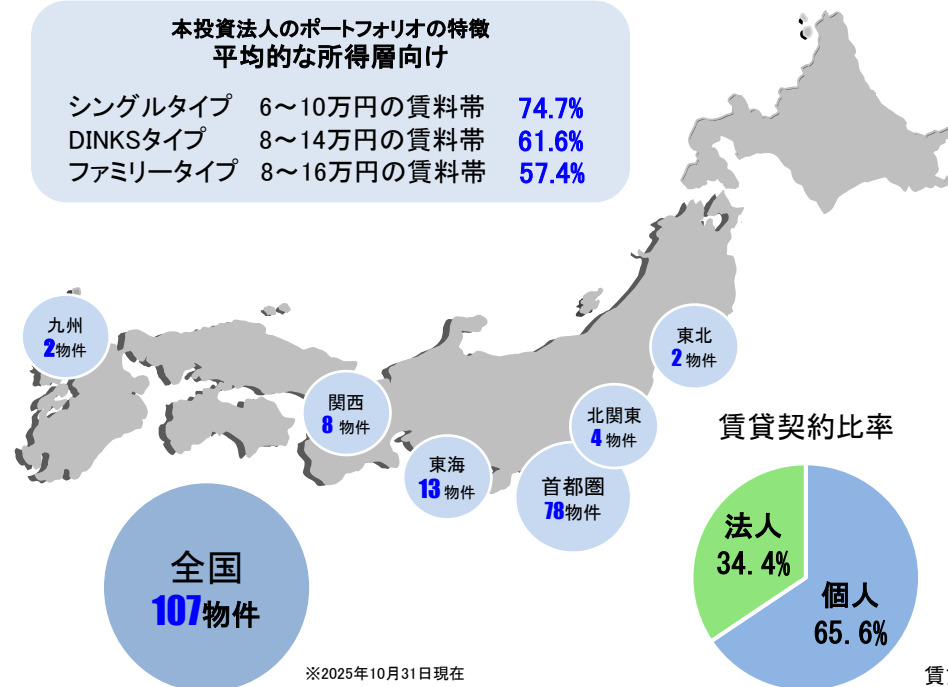 本投資法人のポートフォリオの特徴
平均的な所得層向け
シングルタイプ 6～10万円の賃料帯 74.7%
DINKSタイプ 8～14万円の賃料帯 61.6%
ファミリータイプ 8～16万円の賃料帯 57.4%
九州
2物件
東北
2 物件
関西
8 物件
北関東
4 物件
東海
13 物件
首都圏
78物件
全国
107物件
賃貸契約比率
法人
34.4%
個人
65.6%
※2025年10月31日現在
賃